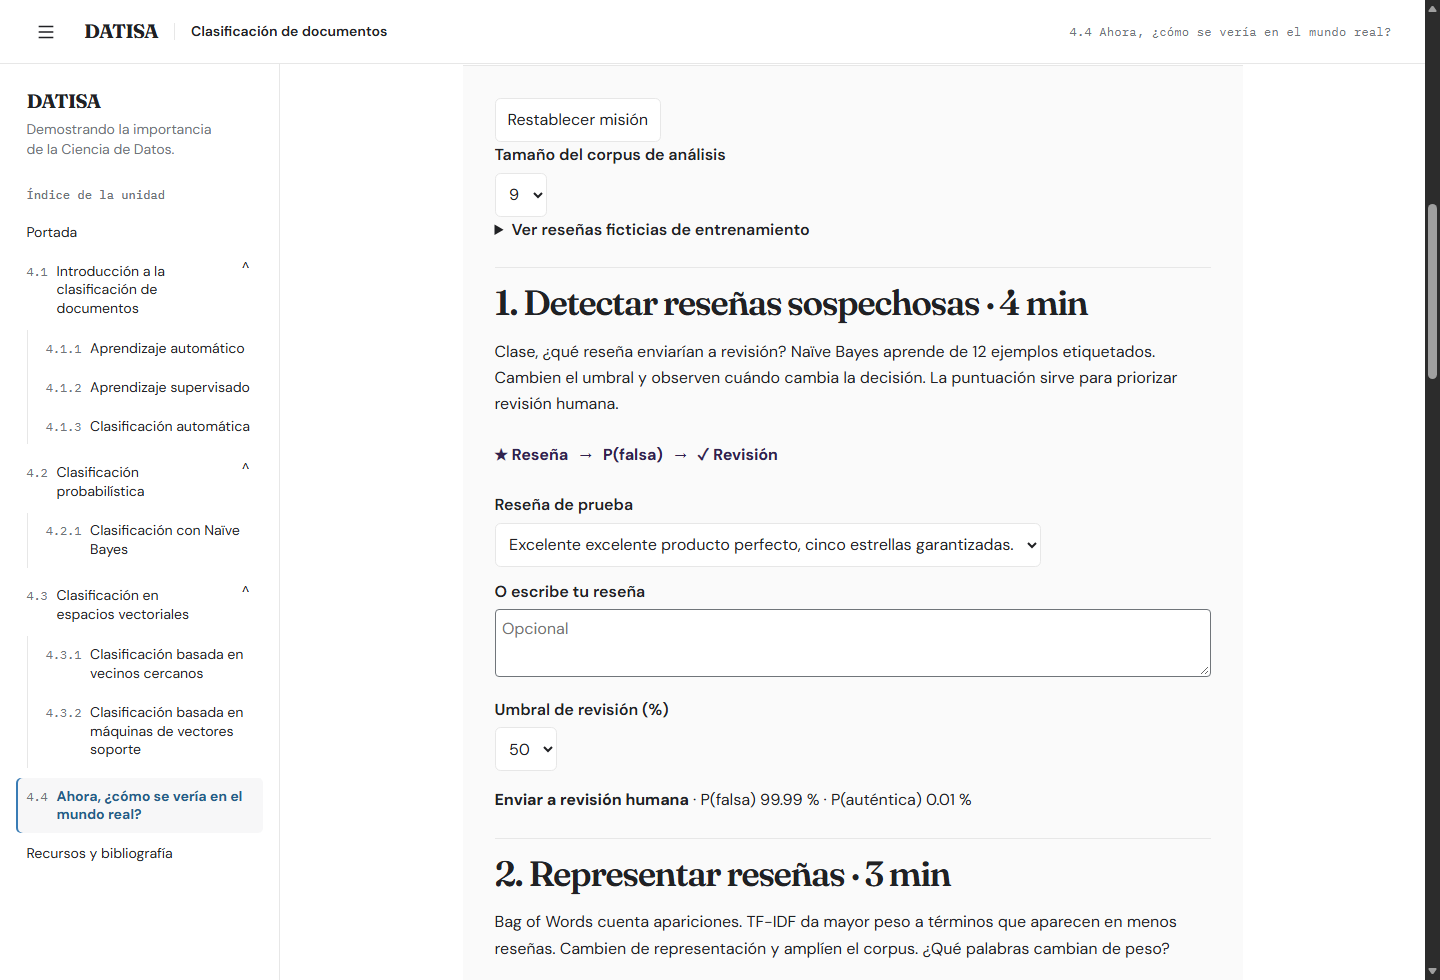 DATISA
Clasificación de documentos
4.4 Ahora, ¿cómo se vería en el mundo real?
DATISA
Demostrando la importancia
de la Ciencia de Datos.
Índice de la unidad
Portada
4.1 Introducción a la
clasificación de
documentos
^
4.1.1 Aprendizaje automático
4.1.2 Aprendizaje supervisado
4.1.3 Clasificación automática
4.2 Clasificación
probabilística
^
4.2.1 Clasificación con Naïve
Bayes
4.3 Clasificación en
espacios vectoriales
^
4.3.1 Clasificación basada en
vecinos cercanos
4.3.2 Clasificación basada en
máquinas de vectores
soporte
4.4 Ahora, ¿cómo se vería en el
mundo real?
Recursos y bibliografía
Restablecer misión
Tamaño del corpus de análisis
9
▶ Ver reseñas ficticias de entrenamiento
1. Detectar reseñas sospechosas · 4 min
Clase, ¿qué reseña enviarían a revisión? Naïve Bayes aprende de 12 ejemplos etiquetados.
Cambien el umbral y observen cuándo cambia la decisión. La puntuación sirve para priorizar
revisión humana.
★ Reseña → P(falsa) → ✓ Revisión
Reseña de prueba
Excelente excelente producto perfecto, cinco estrellas garantizadas.
O escribe tu reseña
Opcional
Umbral de revisión (%)
50
Enviar a revisión humana · P(falsa) 99.99 % · P(auténtica) 0.01 %
2. Representar reseñas · 3 min
Bag of Words cuenta apariciones. TF-IDF da mayor peso a términos que aparecen en menos
reseñas. Cambien de representación y amplíen el corpus. ¿Qué palabras cambian de peso?